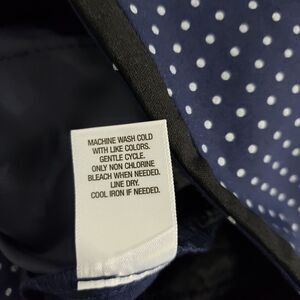 MACHINE WASH COLD
WITH LIKE COLORS.
GENTLE CYCLE.
ONLY NON CHLORINE
BLEACH WHEN NEEDED.
LINE DRY.
COOL IRON IF NEEDED.